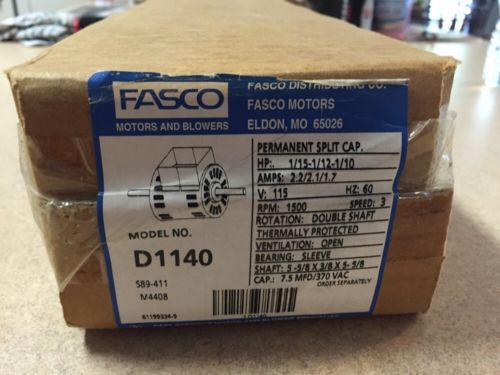 FASCO
MOTORS AND BLOWERS
FASCO DISTRIBUTING CO.
FASCO MOTORS
ELDON, MO 65026
MODEL NO.
D1140
S89-411
M4408
61199334-9
PERMANENT SPLIT CAP.
HP.: 1/15-1/12-1/10
AMPS: 2.2/2.1/1.7
V: 115 HZ: 60
RPM: 1500 SPEED: 3
ROTATION: DOUBLE SHAFT
THERMALLY PROTECTED
VENTILATION: OPEN
BEARING: SLEEVE
SHAFT: 5 -5/8 X 3/8 X 5- 5/8
CAP.: 7.5 MFD/370 VAC
ORDER SEPARATELY
D1140